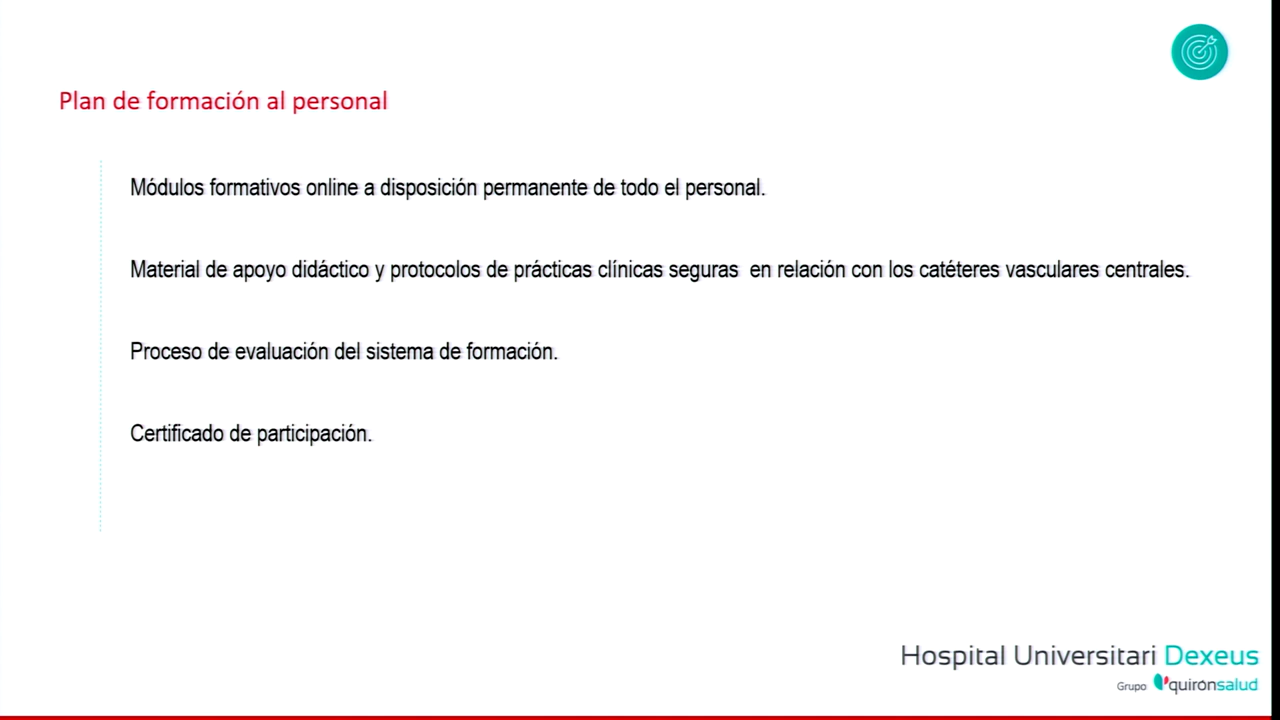 Plan de formación al personal
Módulos formativos online a disposición permanente de todo el personal.
Material de apoyo didáctico y protocolos de prácticas clínicas seguras  en relación con los catéteres vasculares centrales.
Proceso de evaluación del sistema de formación.
Certificado de participación.
Hospital Universitari Dexeus
Grupo quirónsalud